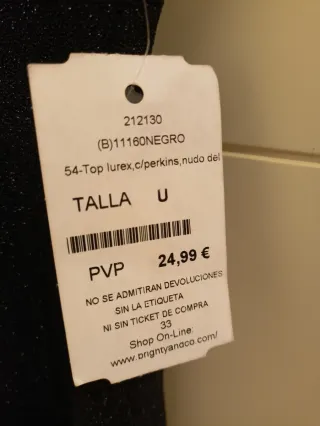 212130
(B)11160NEGRO
54-Top lurex,c/perkins,nudo del
TALLA U
PVP 24,99 €
NO SE ADMITIRAN DEVOLUCIONES
SIN LA ETIQUETA
NI SIN TICKET DE COMPRA
33
Shop On-Line:
www.brightyandco.com/